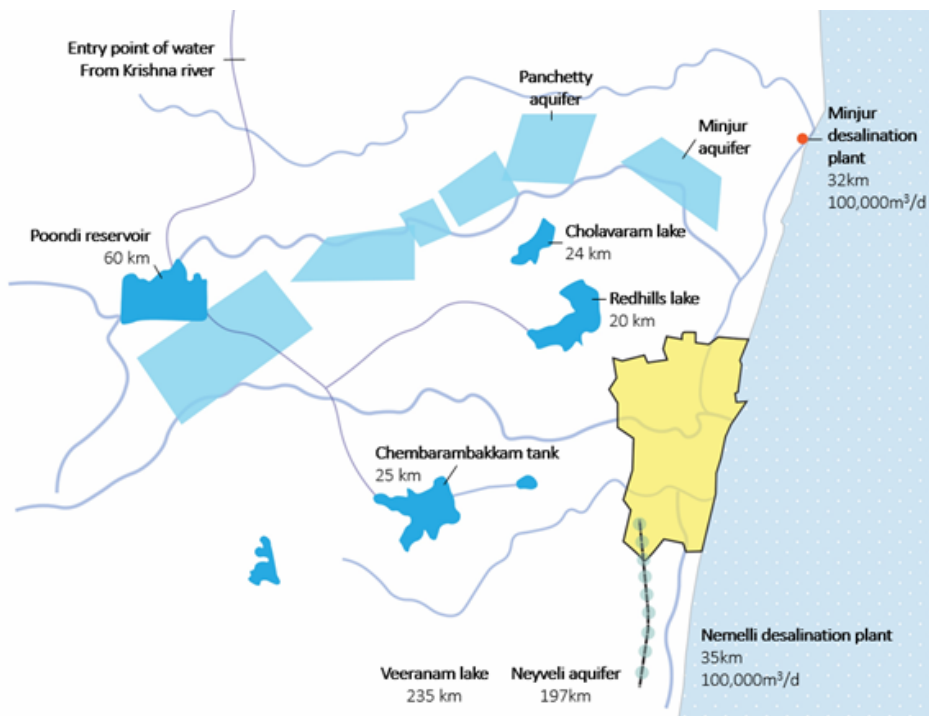 Entry point of water
From Krishna river
Panchetty
aquifer
Minjur
aquifer
Minjur
desalination
plant
32km
100,000m³/d
Poondi reservoir
60 km
Cholavaram lake
24 km
Redhills lake
20 km
Chembarambakkam tank
25 km
Nemelli desalination plant
35km
100,000m³/d
Veeranam lake
235 km
Neyveli aquifer
197km